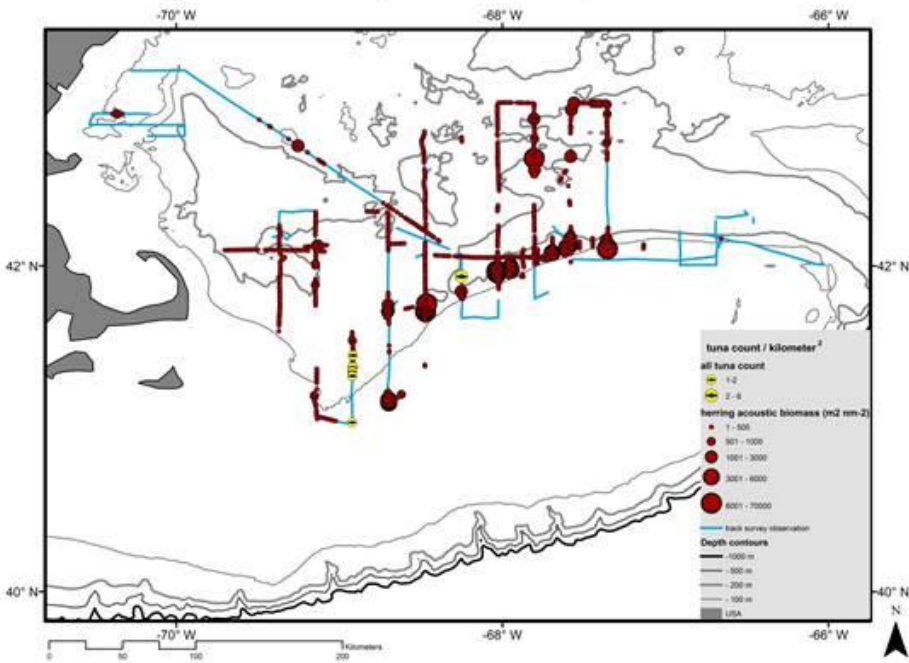 -70° W -68° W -66° W
42° N 42° N
tuna count / kilometer 2
all tuna count
1-2
2 - 6
herring acoustic biomass (m2 nm-2)
1 - 500
501 - 1000
1001 - 3000
3001 - 6000
6001 - 70000
track survey observation
Depth contours
-1000 m
- 500 m
- 200 m
- 100 m
USA
40° N 40° N
-70° W -68° W -66° W
N
Kilometers
0 50 100 200